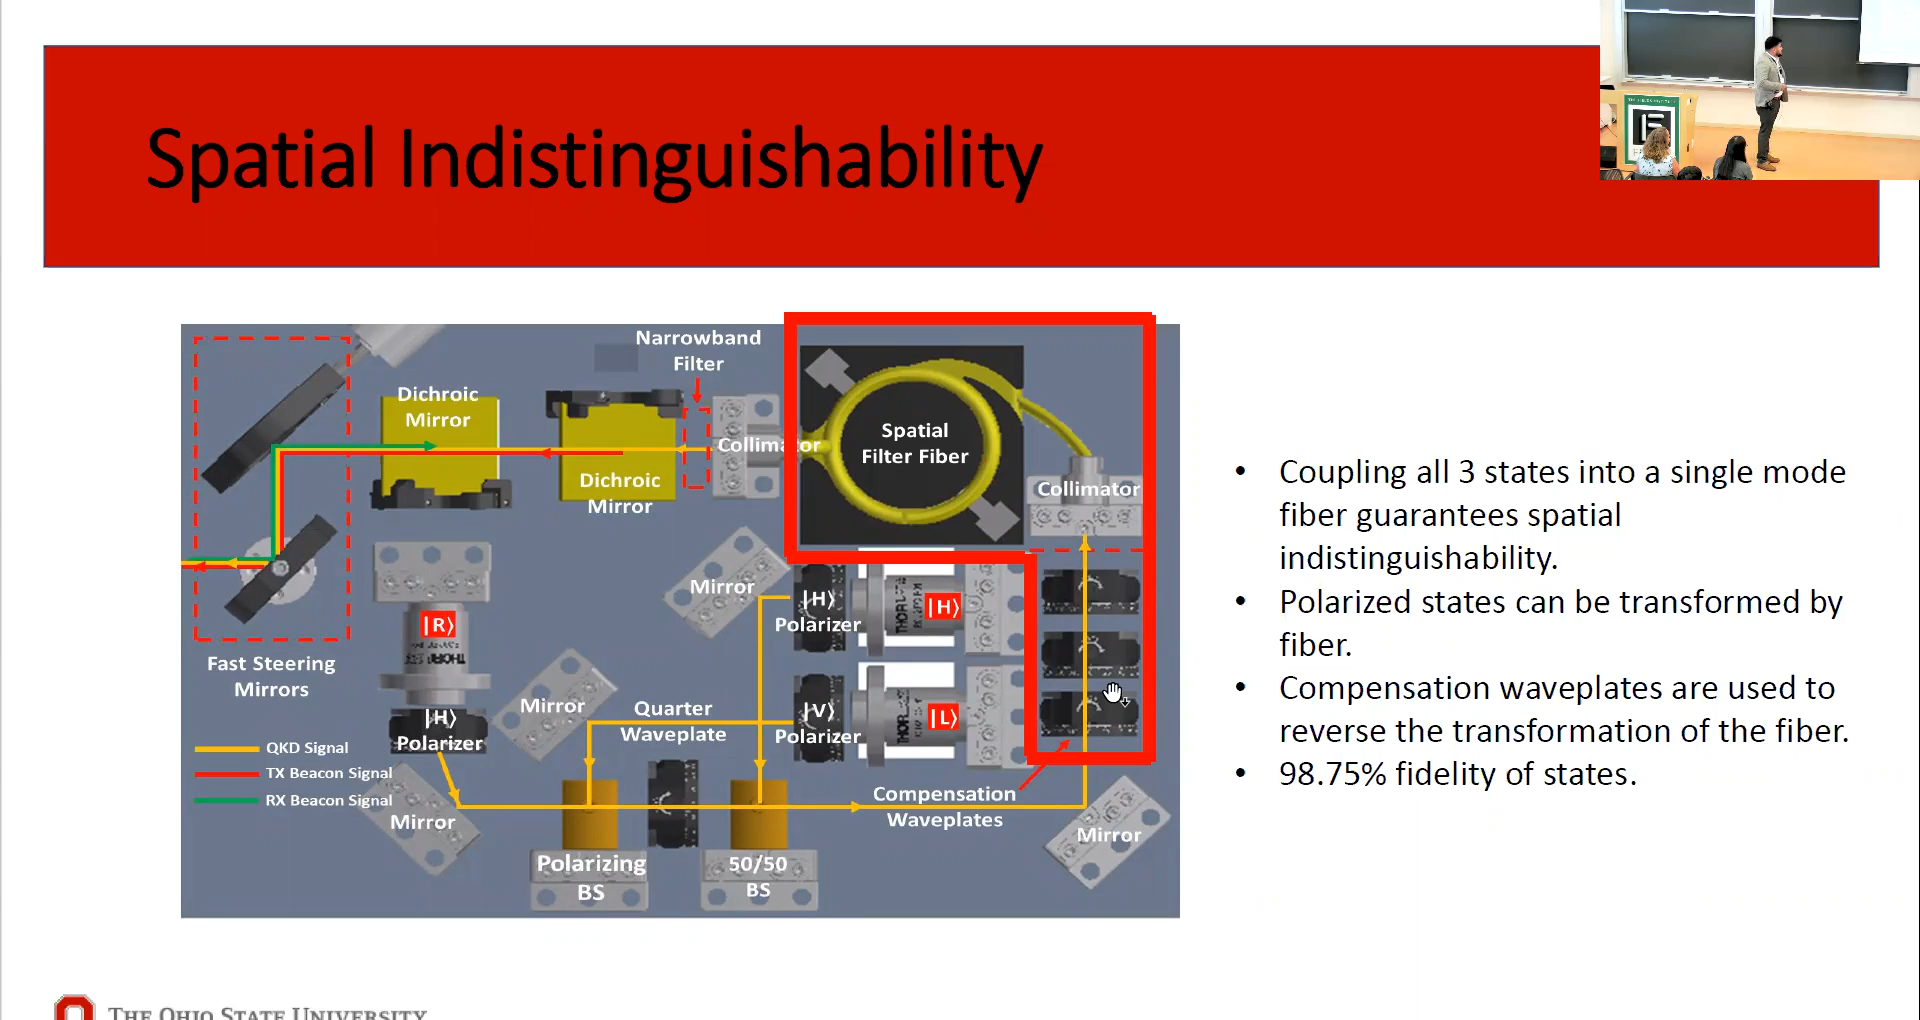 Spatial Indistinguishability
Narrowband
Filter
Dichroic
Mirror
Collimator
Spatial
Filter Fiber
Dichroic
Mirror
Collimator
Mirror
|H⟩
Polarizer
|H⟩
|R⟩
Fast Steering
Mirrors
Mirror
Quarter
Waveplate
|V⟩
Polarizer
|L⟩
|H⟩
Polarizer
QKD Signal
TX Beacon Signal
RX Beacon Signal
Mirror
Compensation
Waveplates
Mirror
Polarizing
BS
50/50
BS
• Coupling all 3 states into a single mode
fiber guarantees spatial
indistinguishability.
• Polarized states can be transformed by
fiber.
• Compensation waveplates are used to
reverse the transformation of the fiber.
• 98.75% fidelity of states.
THE OHIO STATE UNIVERSITY